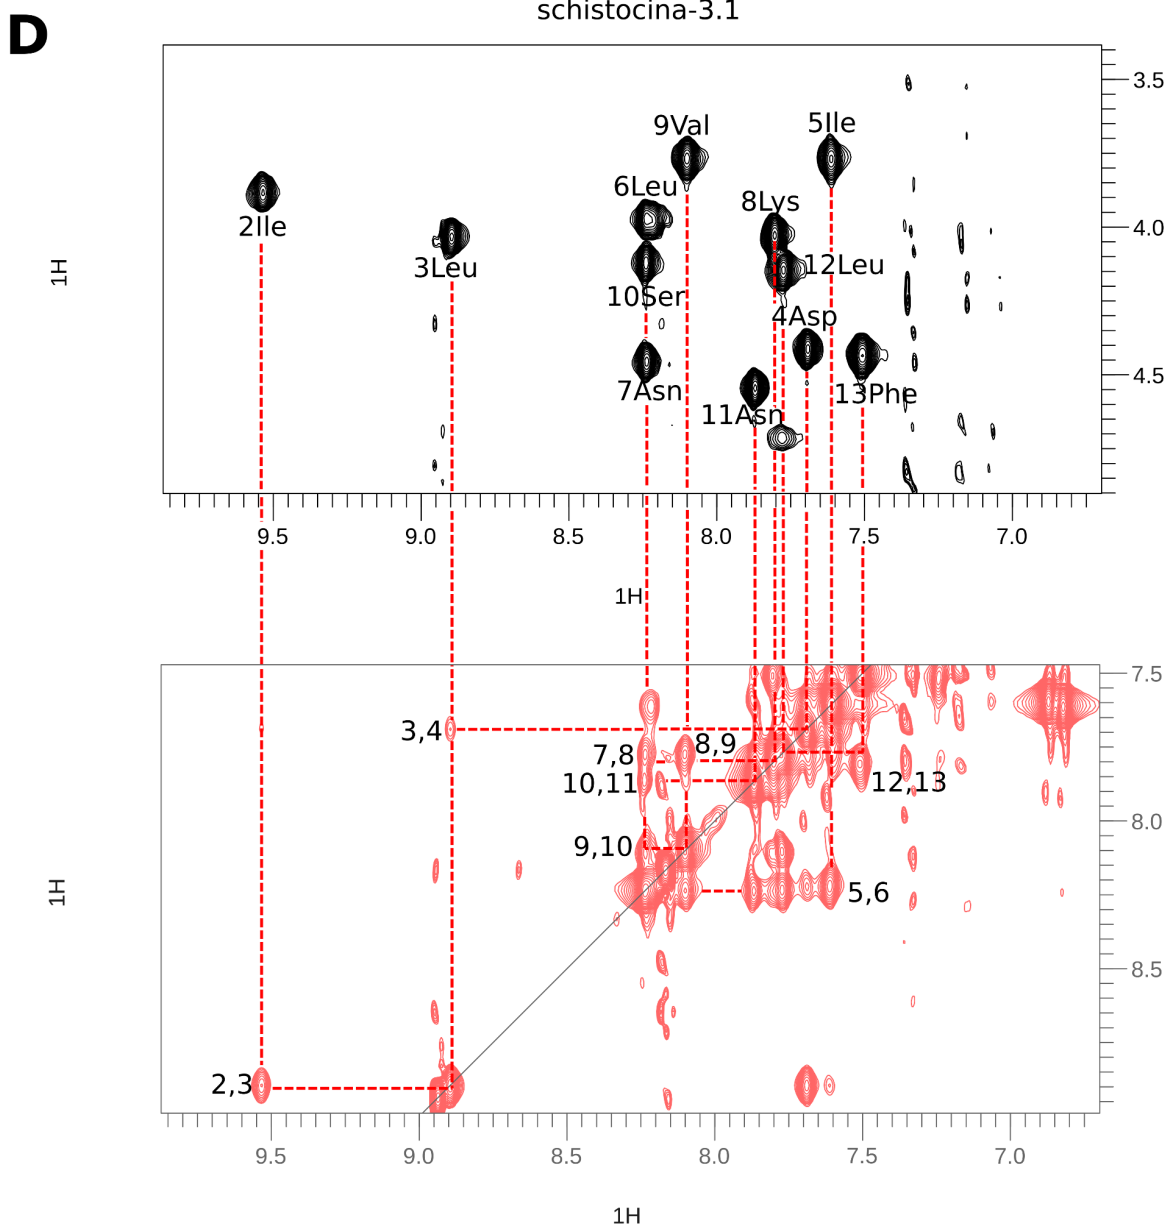 D
schistocina-3.1
3.5
9Val
5Ile
6Leu
8Lys
4.0
2Ile
1H
3Leu
12Leu
10Ser
4Asp
4.5
7Asn
13Phe
11Asn
9.5 9.0 8.5 8.0 7.5 7.0
1H
7.5
3,4
8,9
7,8
10,11
12,13
8.0
9,10
1H
5,6
8.5
2,3
9.5 9.0 8.5 8.0 7.5 7.0
1H